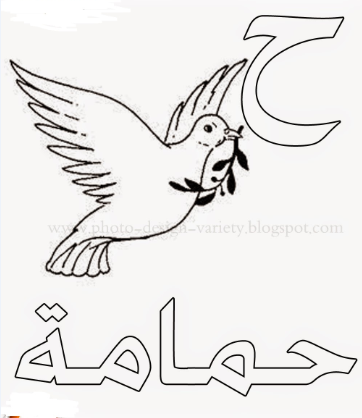 ح
www.photo-design-variety.blogspot.com
حمامة